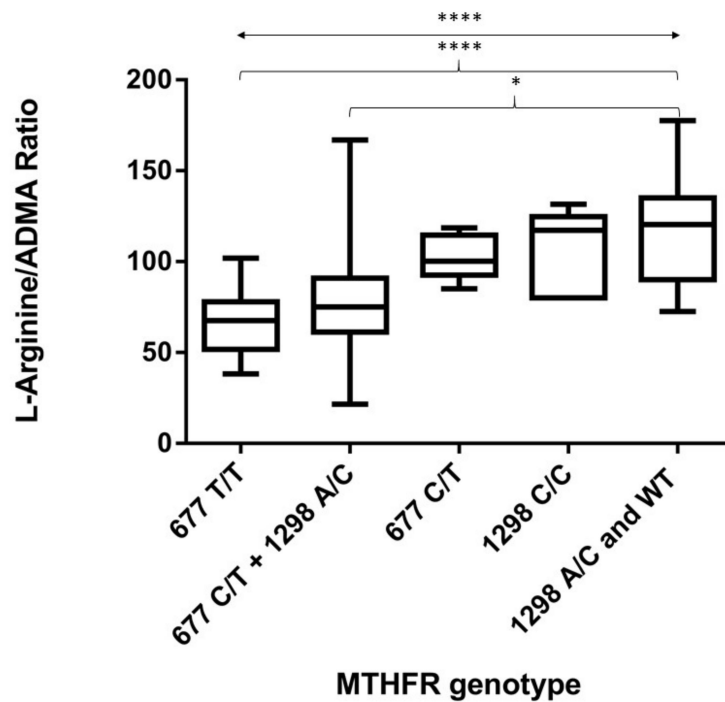 ****
****
*
200
150
100
50
0
L-Arginine/ADMA Ratio
677 T/T
677 C/T + 1298 A/C
677 C/T
1298 C/C
1298 A/C and WT
MTHFR genotype